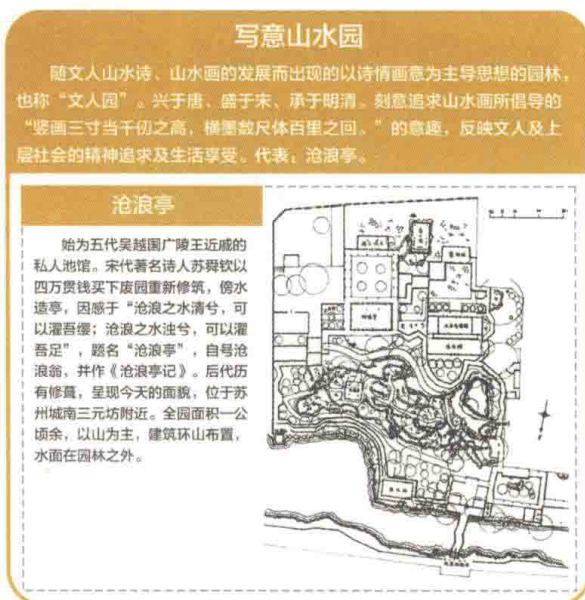 写意山水园
随文人山水诗、山水画的发展而出现的以诗情画意为主导思想的园林，
也称“文人园”。兴于唐、盛于宋、承于明清。刻意追求山水画所倡导的
“竖画三寸当千仞之高，横墨数尺体百里之回。”的意趣，反映文人及上
层社会的精神追求及生活享受。代表：沧浪亭。
沧浪亭
始为五代吴越国广陵王近戚的
私人池馆。宋代著名诗人苏舜钦以
四万贯钱买下废园重新修筑，傍水
造亭，因感于“沧浪之水清兮，可
以濯吾缨；沧浪之水浊兮，可以濯
吾足”，题名“沧浪亭”，自号沧
浪翁，并作《沧浪亭记》。后代历
有修葺，呈现今天的面貌，位于苏
州城南三元坊附近。全园面积一公
顷余，以山为主，建筑环山布置，
水面在园林之外。